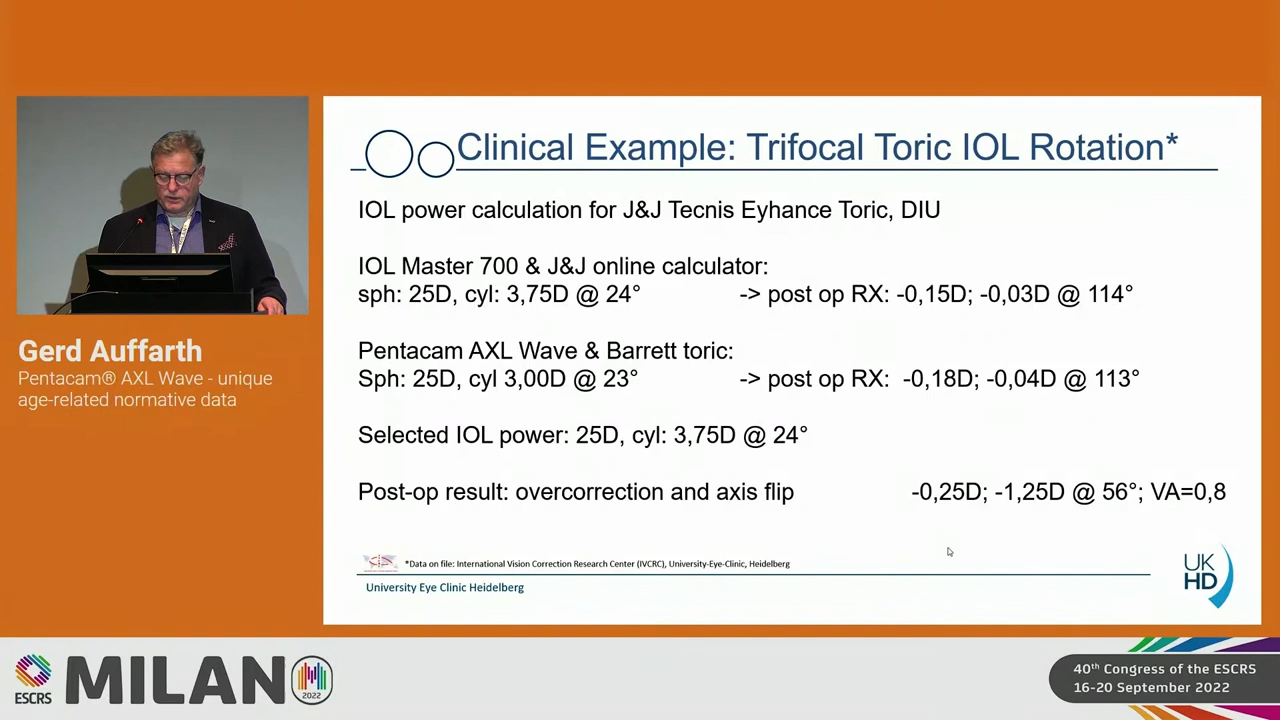 Clinical Example: Trifocal Toric IOL Rotation*
IOL power calculation for J&J Tecnis Eyhance Toric, DIU
IOL Master 700 & J&J online calculator:
sph: 25D, cyl: 3,75D @ 24° -> post op RX: -0,15D; -0,03D @ 114°
Pentacam AXL Wave & Barrett toric:
Sph: 25D, cyl 3,00D @ 23° -> post op RX: -0,18D; -0,04D @ 113°
Selected IOL power: 25D, cyl: 3,75D @ 24°
Post-op result: overcorrection and axis flip -0,25D; -1,25D @ 56°; VA=0,8
*Data on file: International Vision Correction Research Center (IVCRC), University-Eye-Clinic, Heidelberg
University Eye Clinic Heidelberg
UK
HD
Gerd Auffarth
Pentacam® AXL Wave - unique
age-related normative data
ESCRS
MILANO
2022
40th Congress of the ESCRS
16-20 September 2022